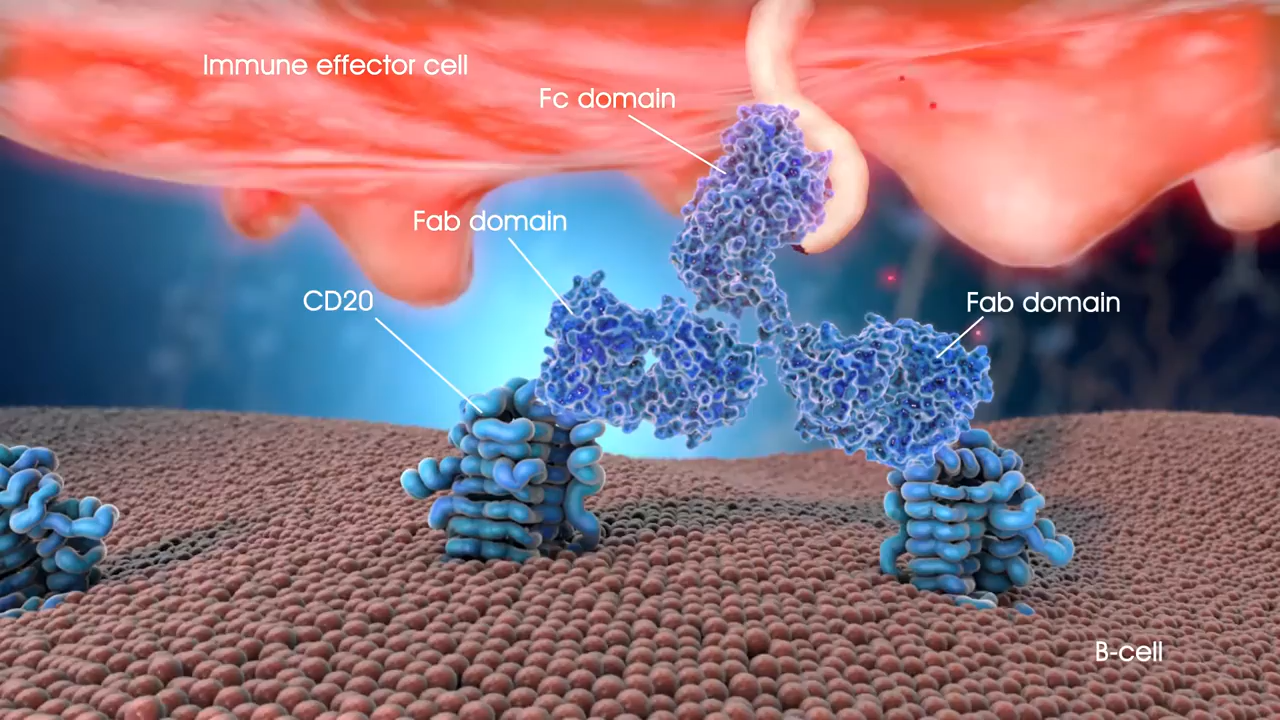 Immune effector cell
Fc domain
Fab domain
CD20
Fab domain
B-cell